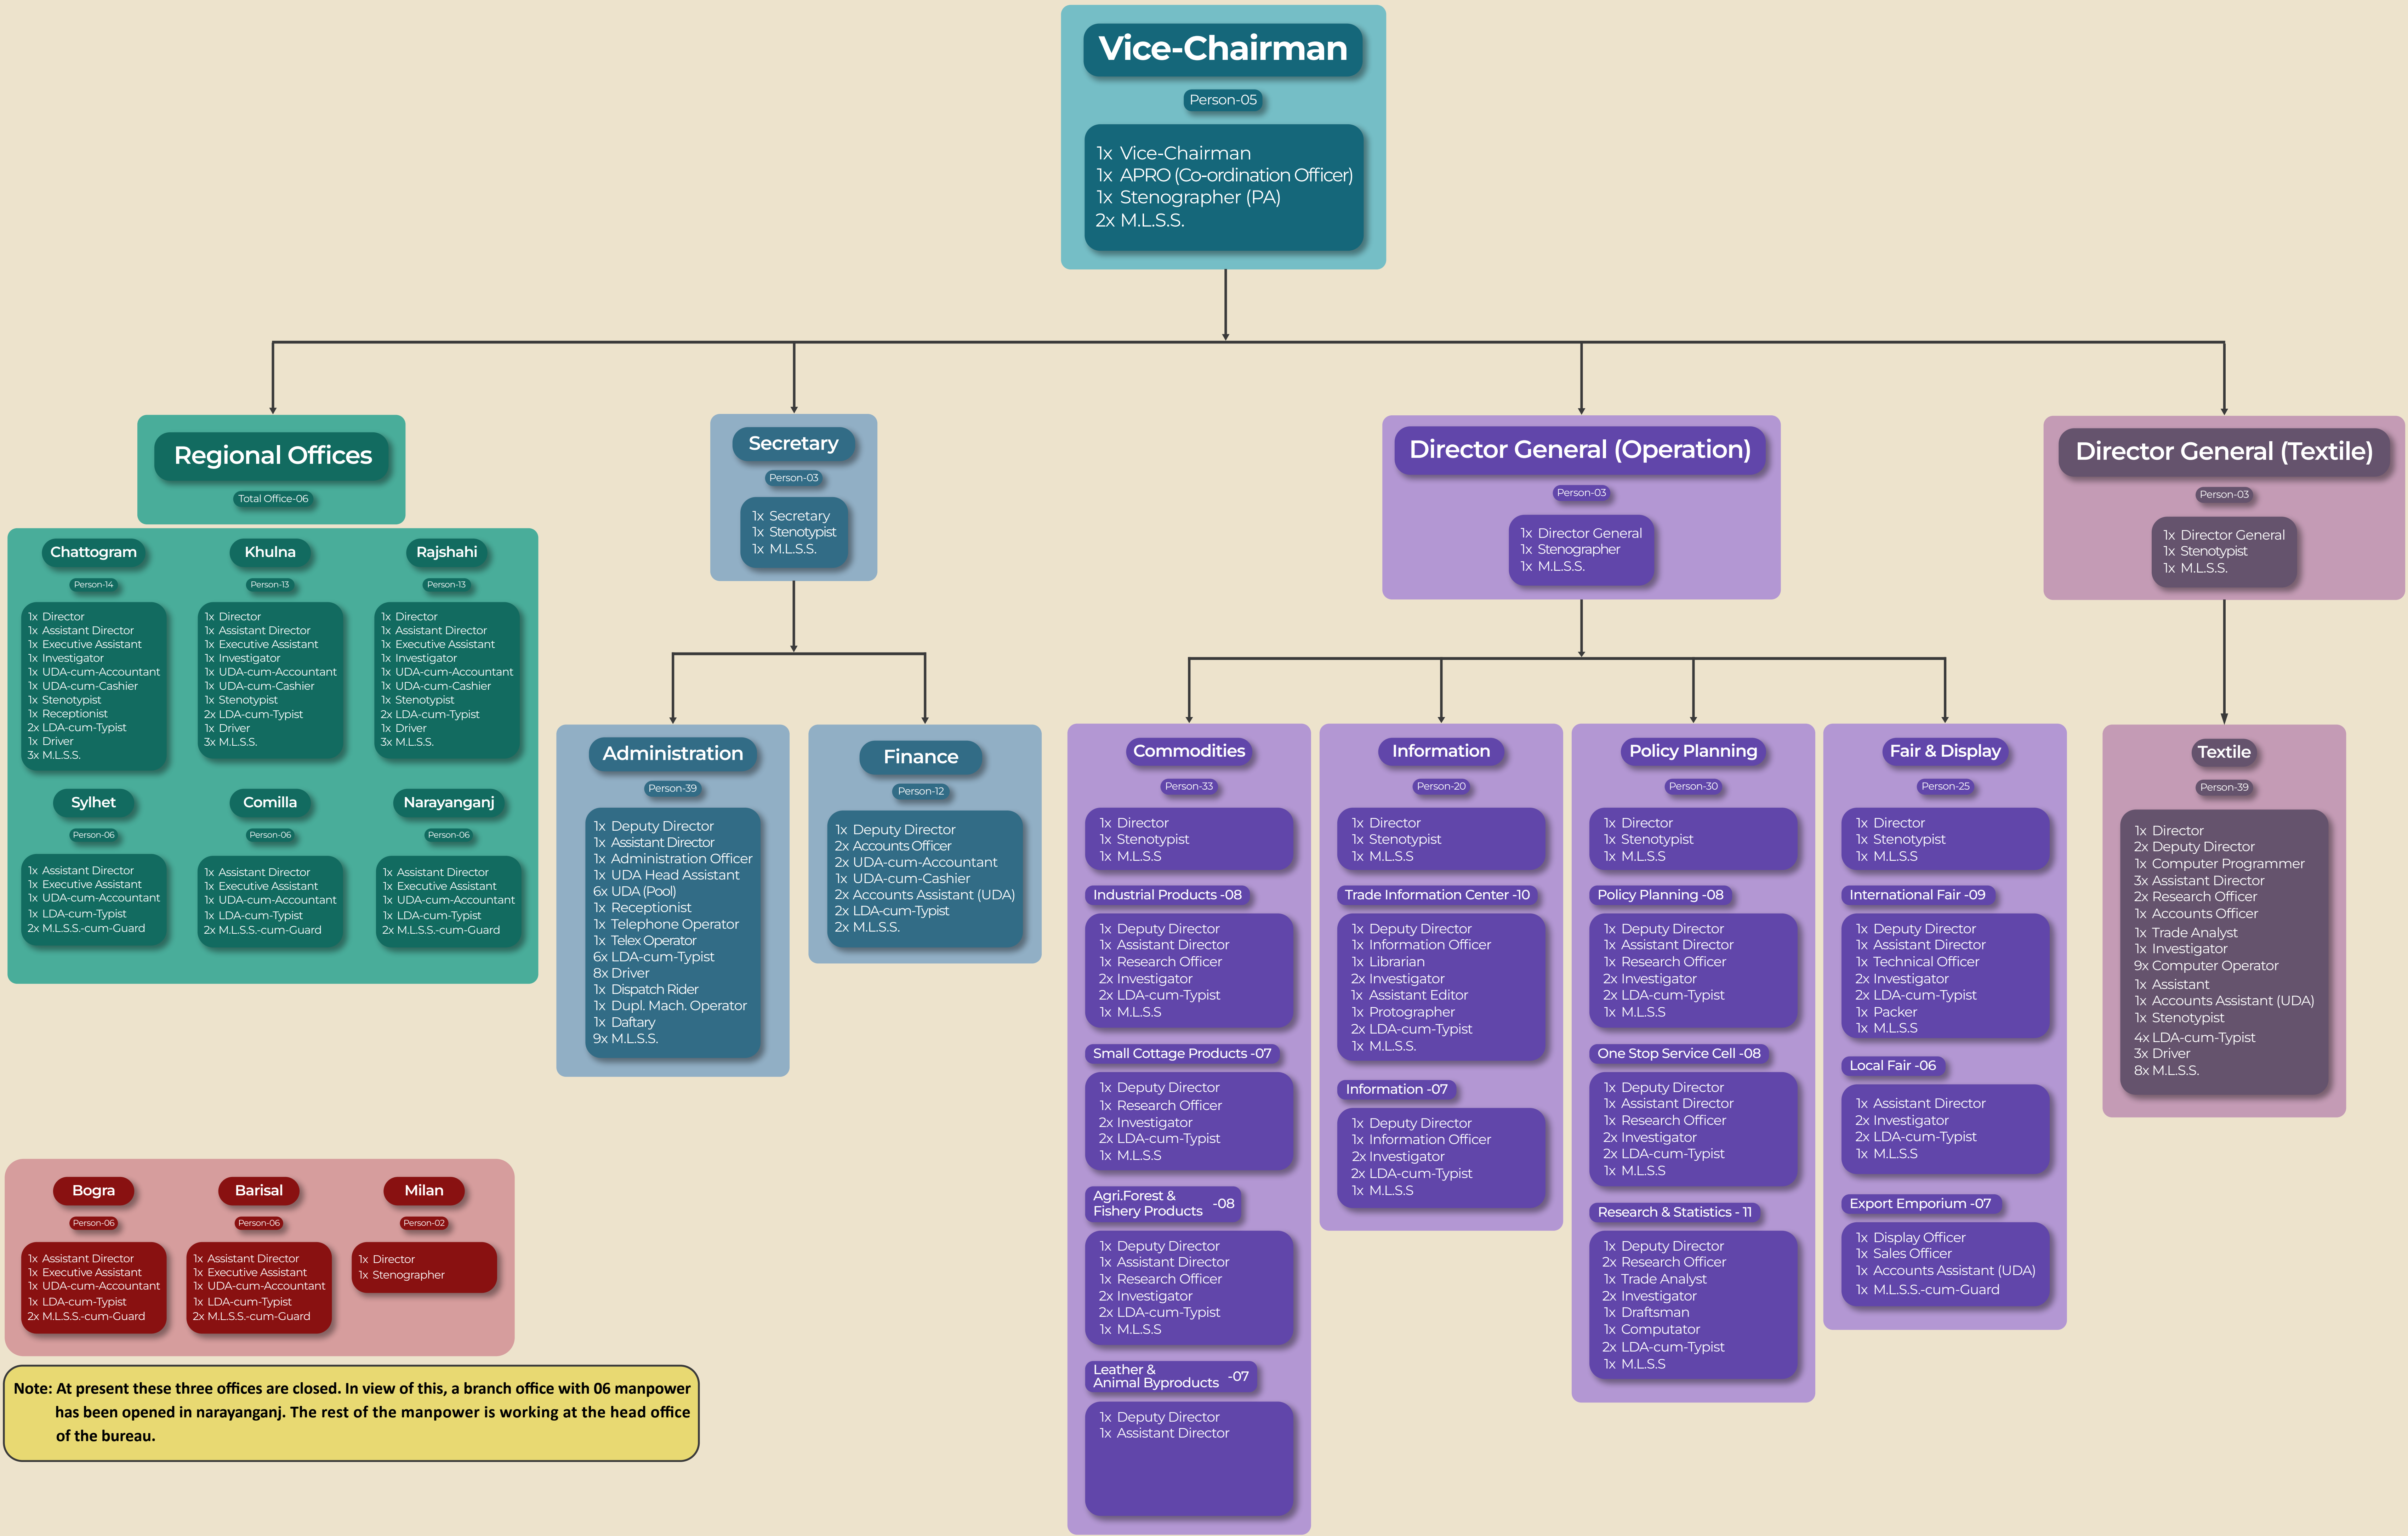 Vice-Chairman
Person-05
1x Vice-Chairman
1x APRO (Co-ordination Officer)
1x Stenographer (PA)
2x M.L.S.S.
Regional Offices
Total Office-06
Chattogram
Person-14
1x Director
1x Assistant Director
1x Executive Assistant
1x Investigator
1x UDA-cum-Accountant
1x UDA-cum-Cashier
1x Stenotypist
1x Receptionist
2x LDA-cum-Typist
1x Driver
3x M.L.S.S.
Khulna
Person-13
1x Director
1x Assistant Director
1x Executive Assistant
1x Investigator
1x UDA-cum-Accountant
1x UDA-cum-Cashier
1x Stenotypist
2x LDA-cum-Typist
1x Driver
3x M.L.S.S.
Rajshahi
Person-13
1x Director
1x Assistant Director
1x Executive Assistant
1x Investigator
1x UDA-cum-Accountant
1x UDA-cum-Cashier
1x Stenotypist
2x LDA-cum-Typist
1x Driver
3x M.L.S.S.
Sylhet
Person-06
1x Assistant Director
1x Executive Assistant
1x UDA-cum-Accountant
1x LDA-cum-Typist
2x M.L.S.S.-cum-Guard
Comilla
Person-06
1x Assistant Director
1x Executive Assistant
1x UDA-cum-Accountant
1x LDA-cum-Typist
2x M.L.S.S.-cum-Guard
Narayanganj
Person-06
1x Assistant Director
1x Executive Assistant
1x UDA-cum-Accountant
1x LDA-cum-Typist
2x M.L.S.S.-cum-Guard
Bogra
Person-06
1x Assistant Director
1x Executive Assistant
1x UDA-cum-Accountant
1x LDA-cum-Typist
2x M.L.S.S.-cum-Guard
Barisal
Person-06
1x Assistant Director
1x Executive Assistant
1x UDA-cum-Accountant
1x LDA-cum-Typist
2x M.L.S.S.-cum-Guard
Milan
Person-02
1x Director
1x Stenographer
Note: At present these three offices are closed. In view of this, a branch office with 06 manpower
has been opened in narayanganj. The rest of the manpower is working at the head office
of the bureau.
Secretary
Person-03
1x Secretary
1x Stenotypist
1x M.L.S.S.
Administration
Person-39
1x Deputy Director
1x Assistant Director
1x Administration Officer
1x UDA Head Assistant
6x UDA (Pool)
1x Receptionist
1x Telephone Operator
1x Telex Operator
6x LDA-cum-Typist
8x Driver
1x Dispatch Rider
1x Dupl. Mach. Operator
1x Daftary
9x M.L.S.S.
Finance
Person-12
1x Deputy Director
2x Accounts Officer
2x UDA-cum-Accountant
1x UDA-cum-Cashier
2x Accounts Assistant (UDA)
2x LDA-cum-Typist
2x M.L.S.S.
Director General (Operation)
Person-03
1x Director General
1x Stenographer
1x M.L.S.S.
Commodities
Person-33
1x Director
1x Stenotypist
1x M.L.S.S
Industrial Products -08
1x Deputy Director
1x Assistant Director
1x Research Officer
2x Investigator
2x LDA-cum-Typist
1x M.L.S.S
Small Cottage Products -07
1x Deputy Director
1x Research Officer
2x Investigator
2x LDA-cum-Typist
1x M.L.S.S
Agri.Forest &
Fishery Products -08
1x Deputy Director
1x Assistant Director
1x Research Officer
2x Investigator
2x LDA-cum-Typist
1x M.L.S.S
Leather &
Animal Byproducts -07
1x Deputy Director
1x Assistant Director
Information
Person-20
1x Director
1x Stenotypist
1x M.L.S.S
Trade Information Center -10
1x Deputy Director
1x Information Officer
1x Librarian
2x Investigator
1x Assistant Editor
1x Protographer
2x LDA-cum-Typist
1x M.L.S.S.
Information -07
1x Deputy Director
1x Information Officer
2x Investigator
2x LDA-cum-Typist
1x M.L.S.S
Policy Planning
Person-30
1x Director
1x Stenotypist
1x M.L.S.S
Policy Planning -08
1x Deputy Director
1x Assistant Director
1x Research Officer
2x Investigator
2x LDA-cum-Typist
1x M.L.S.S
One Stop Service Cell -08
1x Deputy Director
1x Assistant Director
1x Research Officer
2x Investigator
2x LDA-cum-Typist
1x M.L.S.S
Research & Statistics - 11
1x Deputy Director
2x Research Officer
1x Trade Analyst
2x Investigator
1x Draftsman
1x Computator
2x LDA-cum-Typist
1x M.L.S.S
Fair & Display
Person-25
1x Director
1x Stenotypist
1x M.L.S.S
International Fair -09
1x Deputy Director
1x Assistant Director
1x Technical Officer
2x Investigator
2x LDA-cum-Typist
1x Packer
1x M.L.S.S
Local Fair -06
1x Assistant Director
2x Investigator
2x LDA-cum-Typist
1x M.L.S.S
Export Emporium -07
1x Display Officer
1x Sales Officer
1x Accounts Assistant (UDA)
1x M.L.S.S.-cum-Guard
Director General (Textile)
Person-03
1x Director General
1x Stenotypist
1x M.L.S.S.
Textile
Person-39
1x Director
2x Deputy Director
1x Computer Programmer
3x Assistant Director
2x Research Officer
1x Accounts Officer
1x Trade Analyst
1x Investigator
9x Computer Operator
1x Assistant
1x Accounts Assistant (UDA)
1x Stenotypist
4x LDA-cum-Typist
3x Driver
8x M.L.S.S.